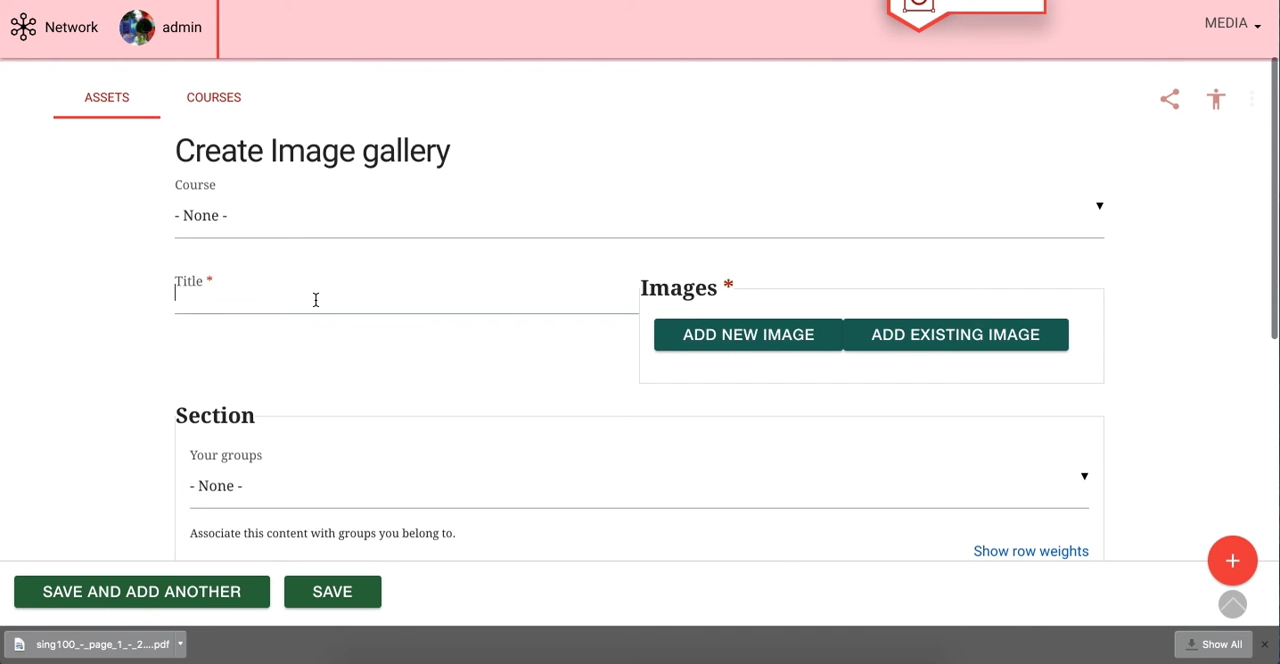 Network admin MEDIA
ASSETS COURSES
Create Image gallery
Course
- None -
Title *
Images *
ADD NEW IMAGE ADD EXISTING IMAGE
Section
Your groups
- None -
Associate this content with groups you belong to.
Show row weights
SAVE AND ADD ANOTHER SAVE
sing100_-_page_1_-_2....pdf Show All